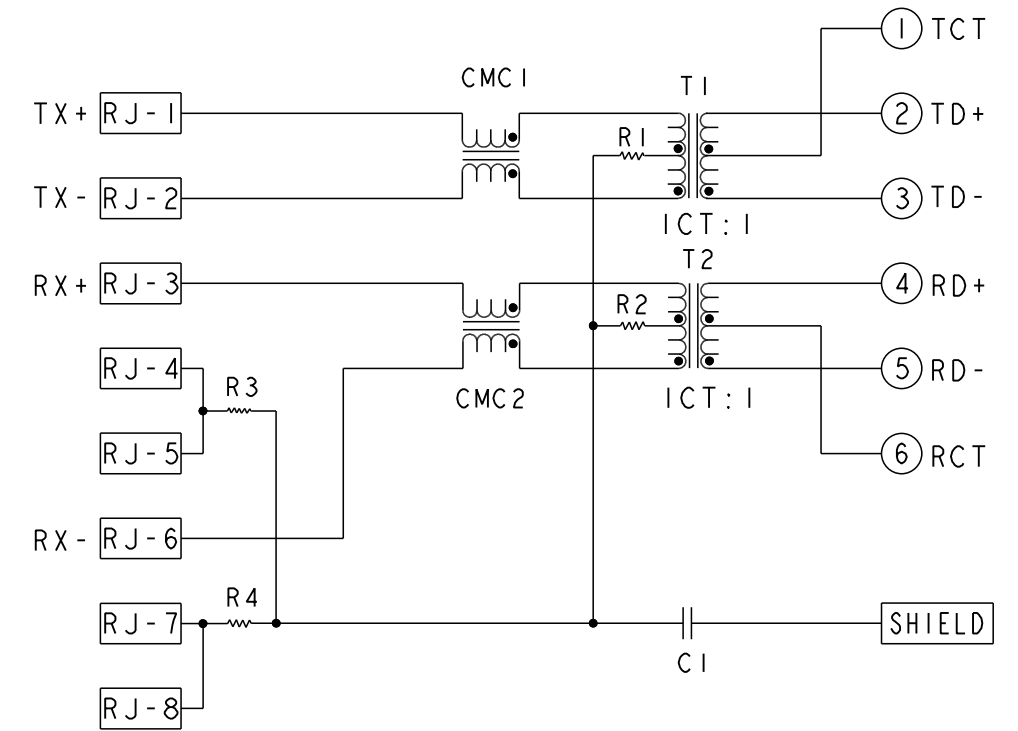 1 TCT
CMC1
T1
TX+ RJ-1
2 TD+
R1
TX- RJ-2
3 TD-
1CT:1
T2
RX+ RJ-3
4 RD+
R2
RJ-4
5 RD-
R3
CMC2
1CT:1
RJ-5
6 RCT
RX- RJ-6
R4
RJ-7
SHIELD
C1
RJ-8